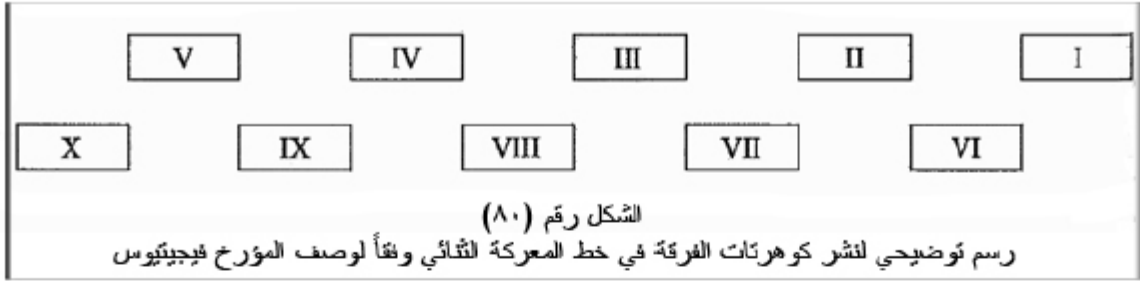 V IV III II I
X IX VIII VII VI
الشكل رقم (٨٠)
رسم توضيحي لنشر كوهرتات الفرقة في خط المعركة الثنائي وفقاً لوصف المؤرخ فيجيتيوس